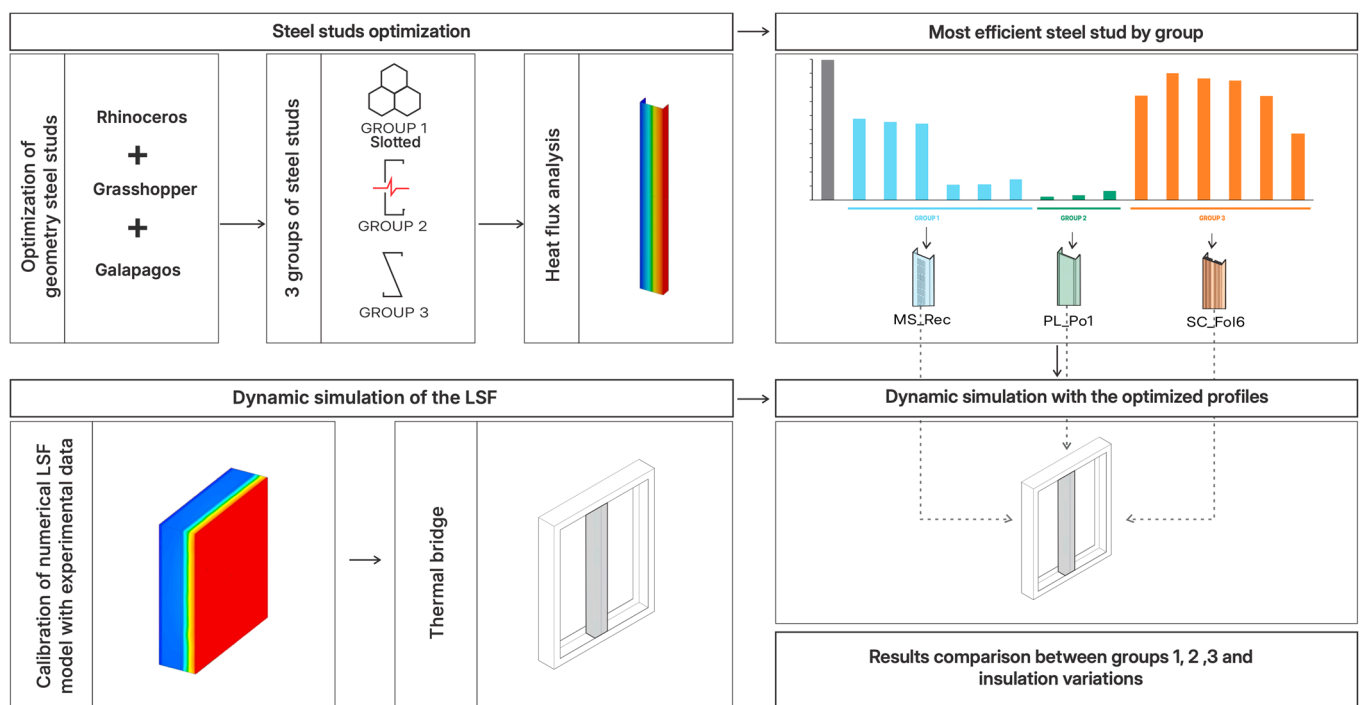 Steel studs optimization
Most efficient steel stud by group
Optimization of
geometry steel studs
Rhinoceros
+
Grasshopper
+
Galapagos
3 groups of steel studs
GROUP 1
Slotted
GROUP 2
GROUP 3
Heat flux analysis
GROUP 1
GROUP 2
GROUP 3
MS_Rec
PL_Po1
SC_Fol6
Dynamic simulation of the LSF
Dynamic simulation with the optimized profiles
Calibration of numerical LSF
model with experimental data
Thermal bridge
Results comparison between groups 1, 2 ,3 and
insulation variations